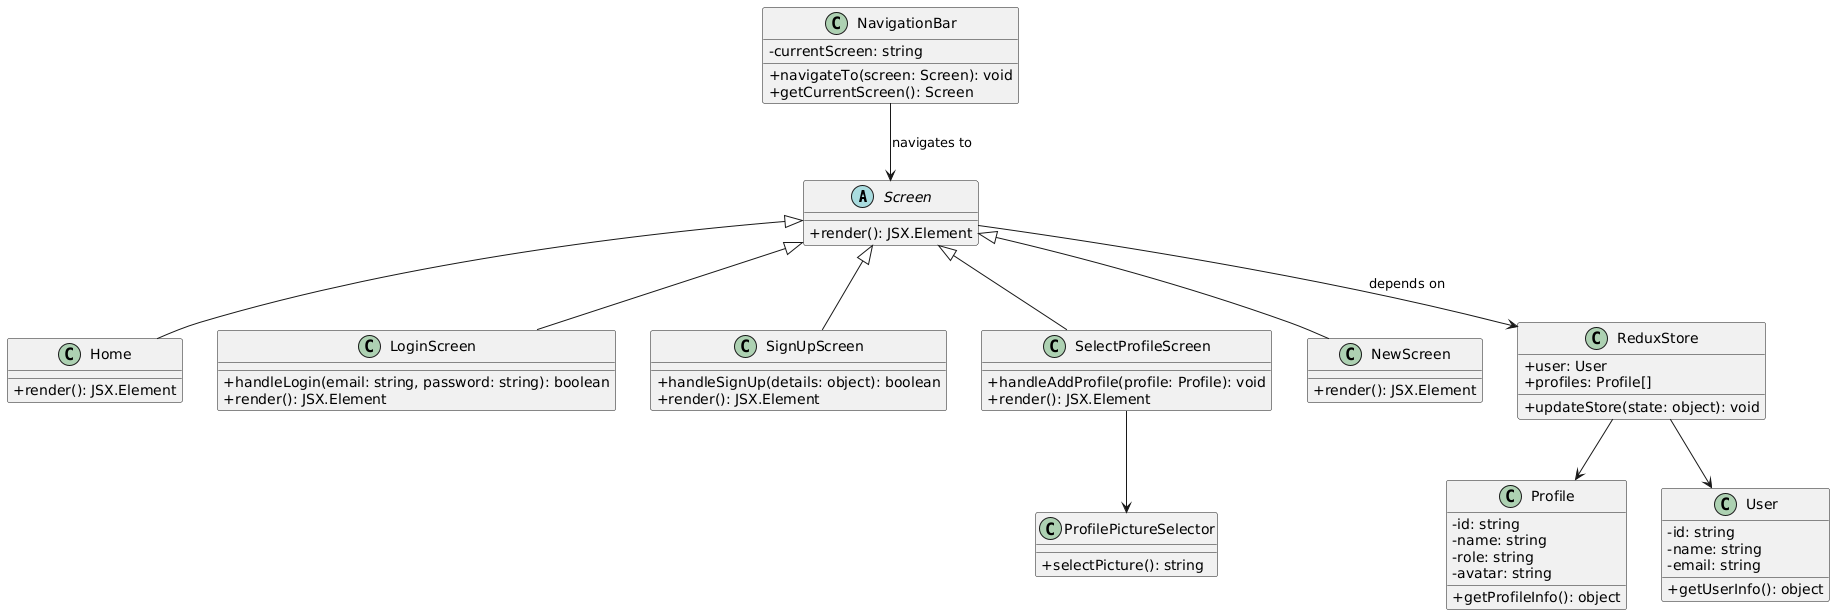 C NavigationBar
-currentScreen: string
+navigateTo(screen: Screen): void
+getCurrentScreen(): Screen
navigates to
A Screen
+render(): JSX.Element
depends on
C Home
+render(): JSX.Element
C LoginScreen
+handleLogin(email: string, password: string): boolean
+render(): JSX.Element
C SignUpScreen
+handleSignUp(details: object): boolean
+render(): JSX.Element
C SelectProfileScreen
+handleAddProfile(profile: Profile): void
+render(): JSX.Element
C NewScreen
+render(): JSX.Element
C ReduxStore
+user: User
+profiles: Profile[]
+updateStore(state: object): void
C ProfilePictureSelector
+selectPicture(): string
C Profile
-id: string
-name: string
-role: string
-avatar: string
+getProfileInfo(): object
C User
-id: string
-name: string
-email: string
+getUserInfo(): object